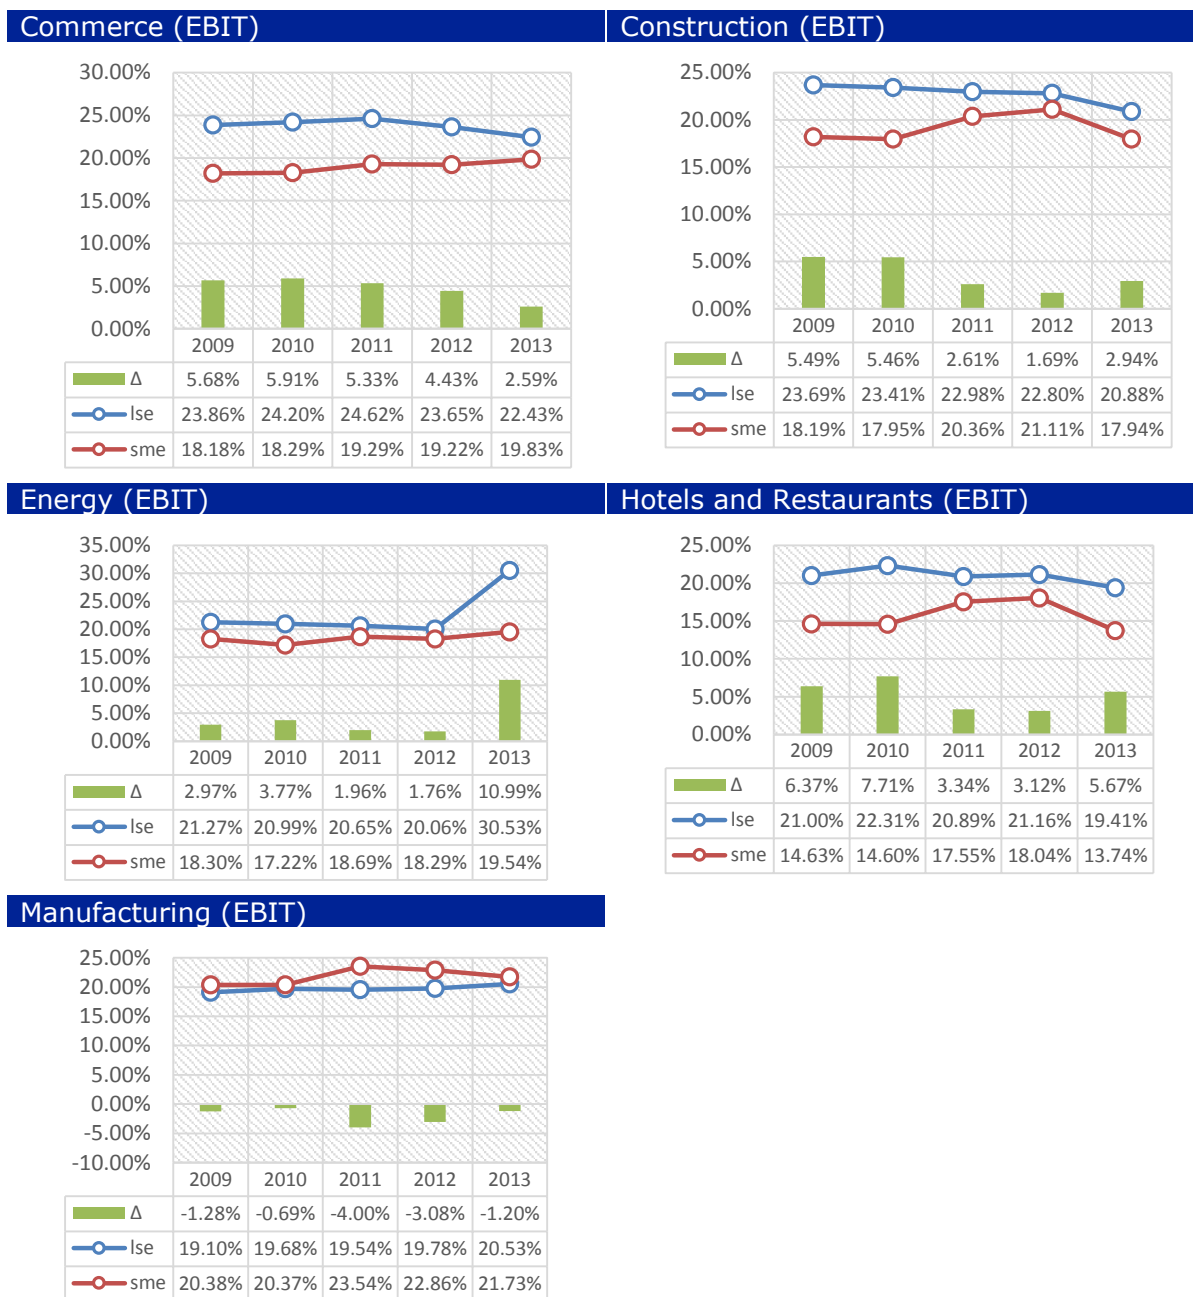 Commerce (EBIT)
30.00%
25.00%
20.00%
15.00%
10.00%
5.00%
0.00%
2009 2010 2011 2012 2013
Δ 5.68% 5.91% 5.33% 4.43% 2.59%
lse 23.86% 24.20% 24.62% 23.65% 22.43%
sme 18.18% 18.29% 19.29% 19.22% 19.83%
Construction (EBIT)
25.00%
20.00%
15.00%
10.00%
5.00%
0.00%
2009 2010 2011 2012 2013
Δ 5.49% 5.46% 2.61% 1.69% 2.94%
lse 23.69% 23.41% 22.98% 22.80% 20.88%
sme 18.19% 17.95% 20.36% 21.11% 17.94%
Energy (EBIT)
35.00%
30.00%
25.00%
20.00%
15.00%
10.00%
5.00%
0.00%
2009 2010 2011 2012 2013
Δ 2.97% 3.77% 1.96% 1.76% 10.99%
lse 21.27% 20.99% 20.65% 20.06% 30.53%
sme 18.30% 17.22% 18.69% 18.29% 19.54%
Hotels and Restaurants (EBIT)
25.00%
20.00%
15.00%
10.00%
5.00%
0.00%
2009 2010 2011 2012 2013
Δ 6.37% 7.71% 3.34% 3.12% 5.67%
lse 21.00% 22.31% 20.89% 21.16% 19.41%
sme 14.63% 14.60% 17.55% 18.04% 13.74%
Manufacturing (EBIT)
25.00%
20.00%
15.00%
10.00%
5.00%
0.00%
-5.00%
-10.00%
2009 2010 2011 2012 2013
Δ -1.28% -0.69% -4.00% -3.08% -1.20%
lse 19.10% 19.68% 19.54% 19.78% 20.53%
sme 20.38% 20.37% 23.54% 22.86% 21.73%